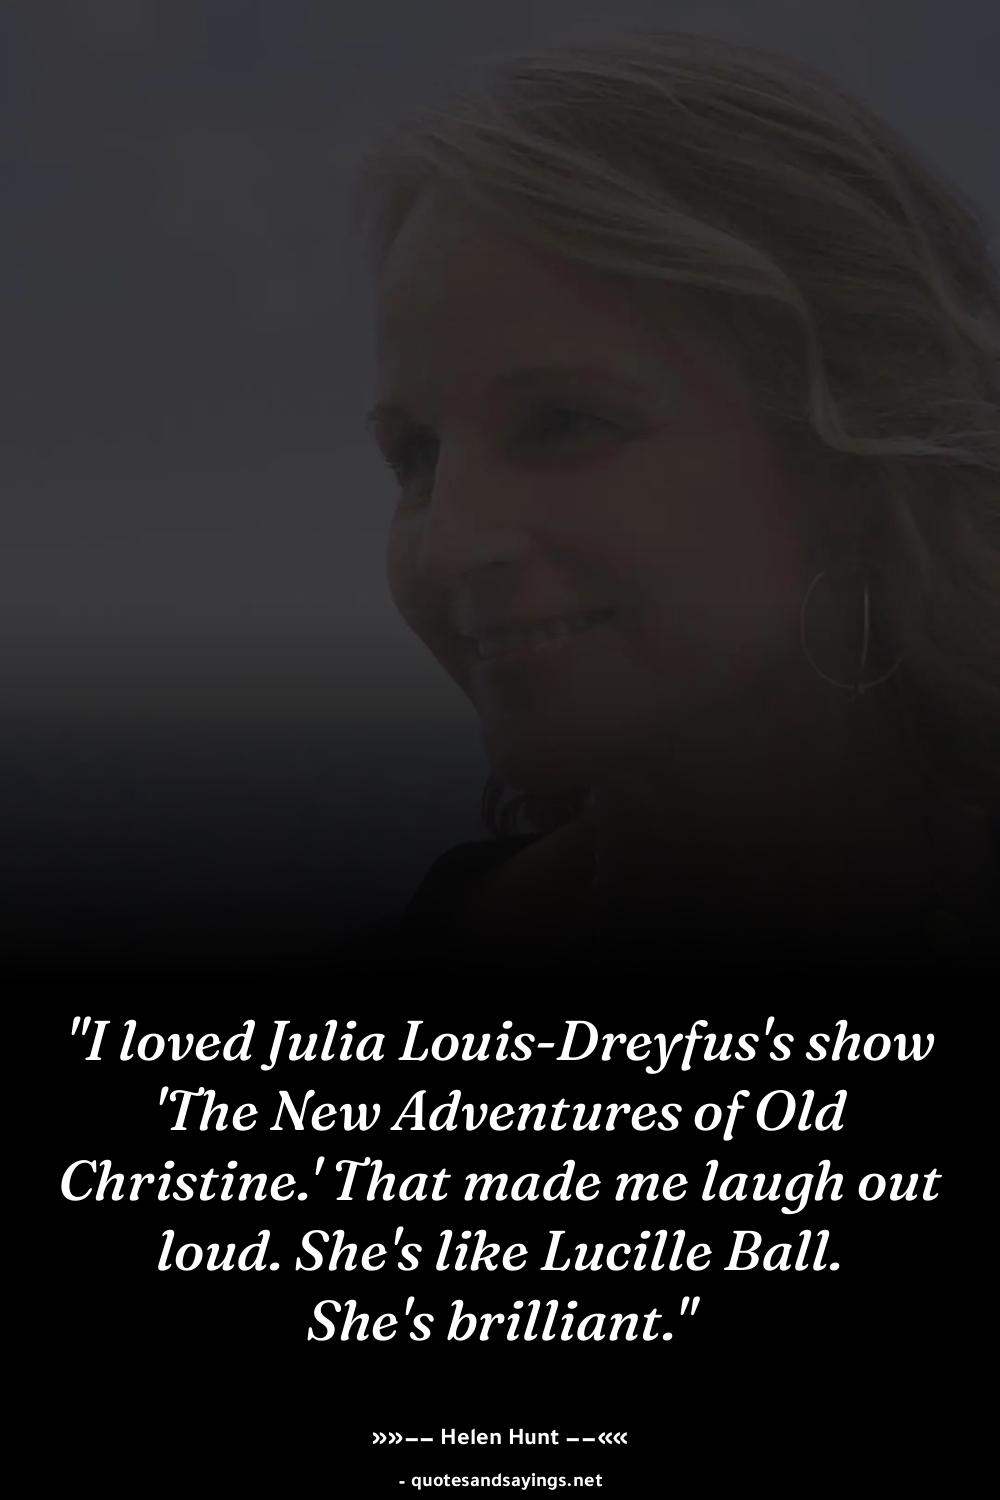 "I loved Julia Louis-Dreyfus's show
'The New Adventures of Old
Christine.' That made me laugh out
loud. She's like Lucille Ball.
She's brilliant."
»»−− Helen Hunt −−««
- quotesandsayings.net